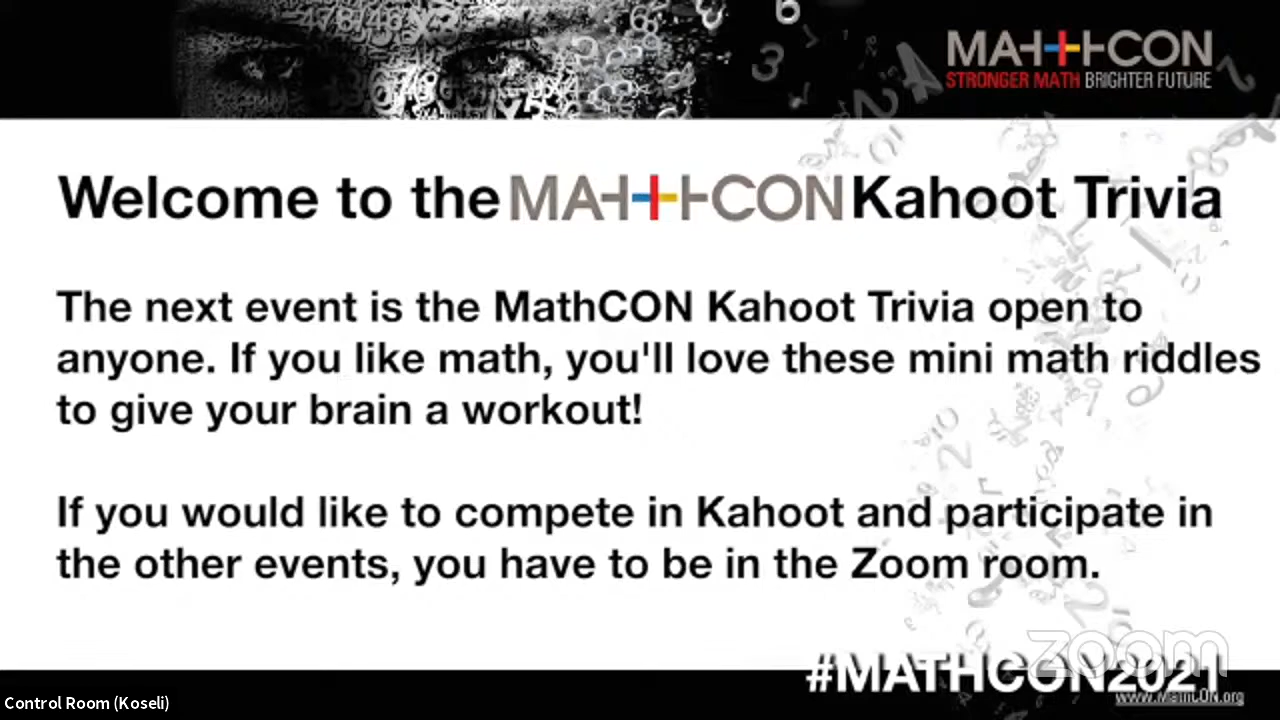 MATHCON
STRONGER MATH BRIGHTER FUTURE
Welcome to the MATHCON Kahoot Trivia
The next event is the MathCON Kahoot Trivia open to
anyone. If you like math, you'll love these mini math riddles
to give your brain a workout!
If you would like to compete in Kahoot and participate in
the other events, you have to be in the Zoom room.
zoom
#MATHCON2021
www.MathCON.org
Control Room (Koseli)